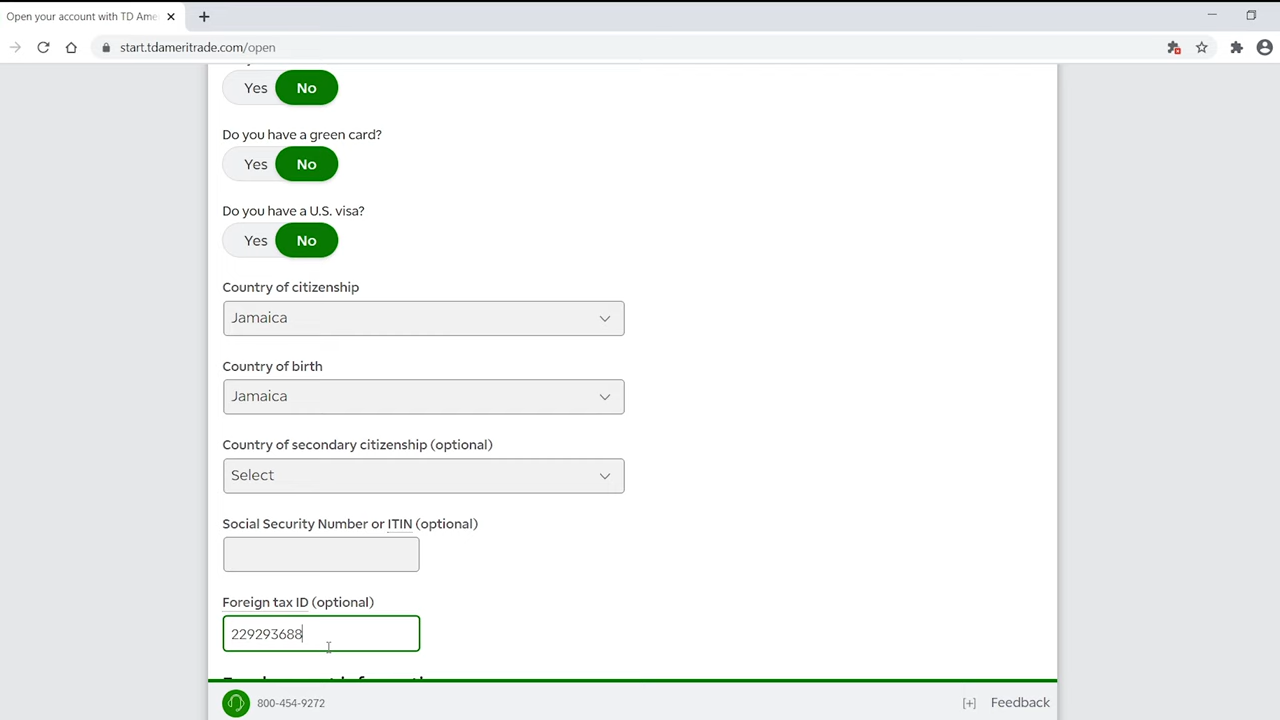 Open your account with TD Ame
start.tdameritrade.com/open
Yes No
Do you have a green card?
Yes No
Do you have a U.S. visa?
Yes No
Country of citizenship
Jamaica
Country of birth
Jamaica
Country of secondary citizenship (optional)
Select
Social Security Number or ITIN (optional)
Foreign tax ID (optional)
229293688
800-454-9272
[+] Feedback